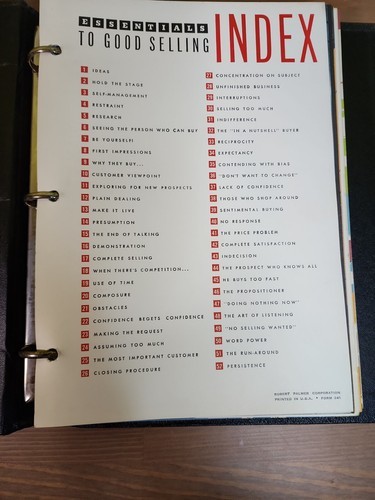 ESSENTIALS
TO GOOD SELLING
INDEX
1 IDEAS
2 HOLD THE STAGE
3 SELF-MANAGEMENT
4 RESTRAINT
5 RESEARCH
6 SEEING THE PERSON WHO CAN BUY
7 BE YOURSELF!
8 FIRST IMPRESSIONS
9 WHY THEY BUY...
10 CUSTOMER VIEWPOINT
11 EXPLORING FOR NEW PROSPECTS
12 PLAIN DEALING
13 MAKE IT LIVE
14 PRESUMPTION
15 THE END OF TALKING
16 DEMONSTRATION
17 COMPLETE SELLING
18 WHEN THERE'S COMPETITION...
19 USE OF TIME
20 COMPOSURE
21 OBSTACLES
22 CONFIDENCE BEGETS CONFIDENCE
23 MAKING THE REQUEST
24 ASSUMING TOO MUCH
25 THE MOST IMPORTANT CUSTOMER
26 CLOSING PROCEDURE
27 CONCENTRATION ON SUBJECT
28 UNFINISHED BUSINESS
29 INTERRUPTIONS
30 SELLING TOO MUCH
31 INDIFFERENCE
32 THE "IN A NUTSHELL" BUYER
33 RECIPROCITY
34 EXPECTANCY
35 CONTENDING WITH BIAS
36 "DON'T WANT TO CHANGE"
37 LACK OF CONFIDENCE
38 THOSE WHO SHOP AROUND
39 SENTIMENTAL BUYING
40 NO RESPONSE
41 THE PRICE PROBLEM
42 COMPLETE SATISFACTION
43 INDECISION
44 THE PROSPECT WHO KNOWS ALL
45 HE BUYS TOO FAST
46 THE PROPOSITIONER
47 "DOING NOTHING NOW"
48 THE ART OF LISTENING
49 "NO SELLING WANTED"
50 WORD POWER
51 THE RUN-AROUND
52 PERSISTENCE
HUBERT PALMER CORPORATION
PRINTED IN U.S.A. * FORM